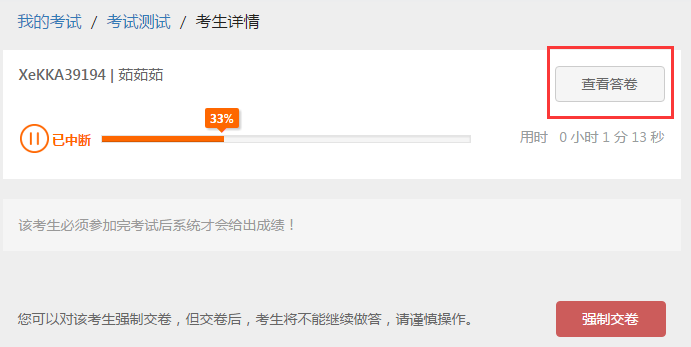 我的考试 / 考试测试 / 考生详情
XeKKA39194 | 茹茹茹
查看答卷
33%
已中断
用时 0 小时 1 分 13 秒
该考生必须参加完考试后系统才会给出成绩！
您可以对该考生强制交卷，但交卷后，考生将不能继续做答，请谨慎操作。
强制交卷